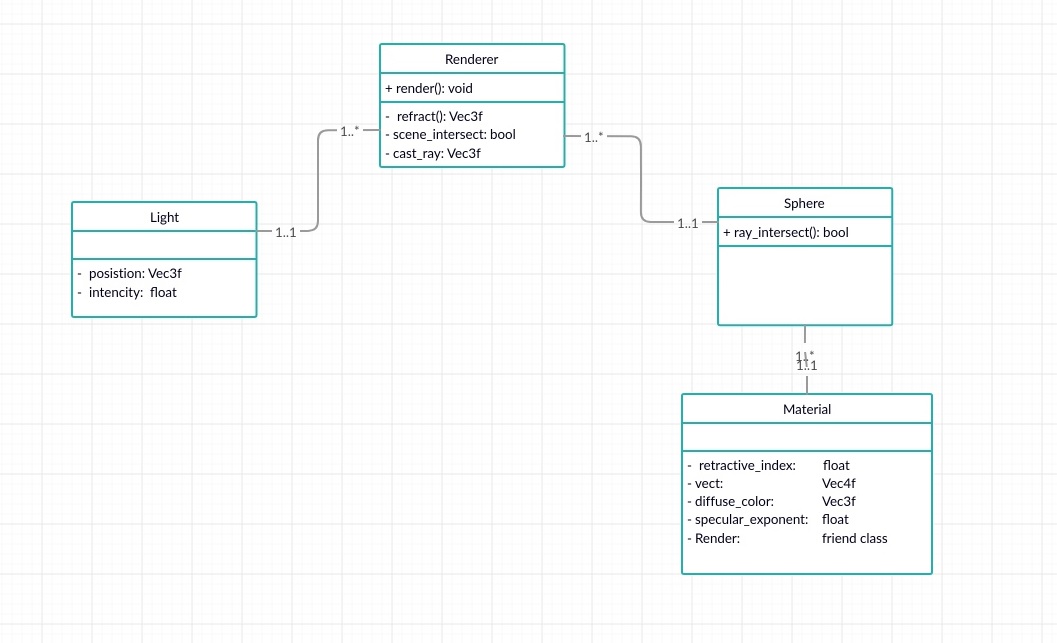 Renderer
+ render(): void
- refract(): Vec3f
- scene_intersect: bool
- cast_ray: Vec3f
1..*
1..*
Light
- posistion: Vec3f
- intencity: float
1..1
1..1
Sphere
+ ray_intersect(): bool
1..*
1..1
Material
- retractive_index: float
- vect: Vec4f
- diffuse_color: Vec3f
- specular_exponent: float
- Render: friend class